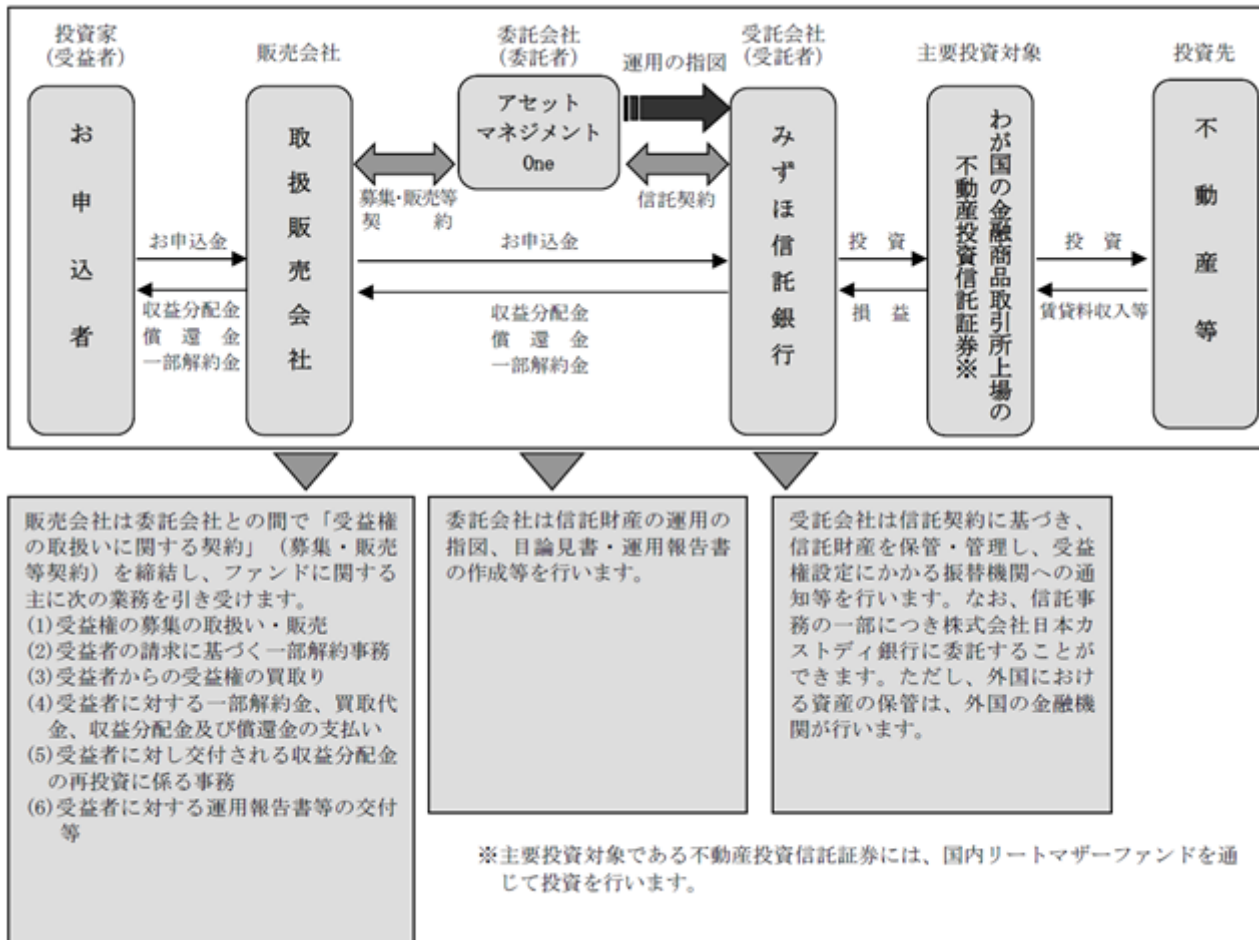 投資家
(受益者)
販売会社
委託会社
(委託者)
運用の指図
受託会社
(受託者)
主要投資対象
投資先
お申込者
取扱販売会社
アセット
マネジメント
One
みずほ信託銀行
わが国の金融商品取引所上場の
不動産投資信託証券※
不動産等
募集・販売等
契　　約
信託契約
お申込金
収益分配金
償　還　金
一部解約金
お申込金
収益分配金
償　還　金
一部解約金
投　資
損　益
投　資
賃貸料収入等
販売会社は委託会社との間で「受益権
の取扱いに関する契約」（募集・販売
等契約）を締結し、ファンドに関する
主に次の業務を引き受けます。
(1)受益権の募集の取扱い・販売
(2)受益者の請求に基づく一部解約事務
(3)受益者からの受益権の買取り
(4)受益者に対する一部解約金、買取代
金、収益分配金及び償還金の支払い
(5)受益者に対し交付される収益分配金
の再投資に係る事務
(6)受益者に対する運用報告書等の交付
等
委託会社は信託財産の運用の
指図、目論見書・運用報告書
の作成等を行います。
受託会社は信託契約に基づき、
信託財産を保管・管理し、受益
権設定にかかる振替機関への通
知等を行います。なお、信託事
務の一部につき株式会社日本カ
ストディ銀行に委託することが
できます。ただし、外国におけ
る資産の保管は、外国の金融機
関が行います。
※主要投資対象である不動産投資信託証券には、国内リートマザーファンドを通
じて投資を行います。